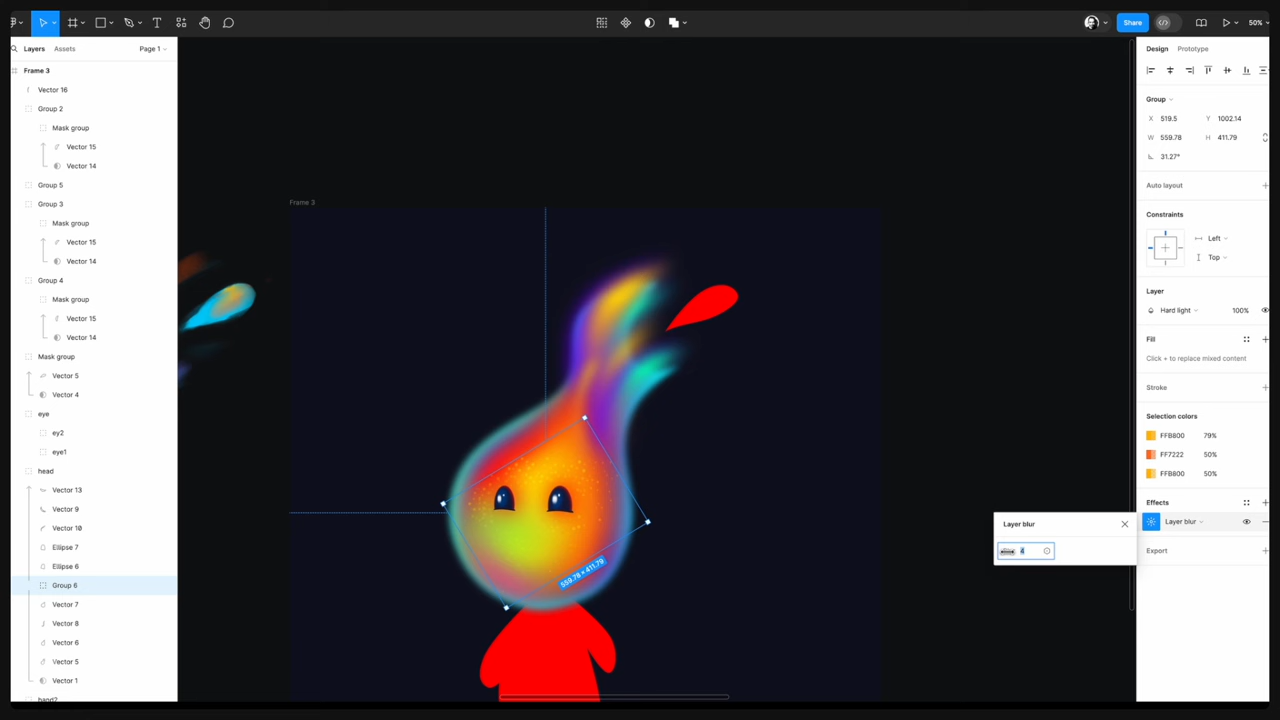 Share
50%
Layers
Assets
Page 1
Frame 3
Vector 16
Group 2
Mask group
Vector 15
Vector 14
Group 5
Group 3
Mask group
Vector 15
Vector 14
Group 4
Mask group
Vector 15
Vector 14
Mask group
Vector 5
Vector 4
eye
ey2
eye1
head
Vector 13
Vector 9
Vector 10
Ellipse 7
Ellipse 6
Group 6
Vector 7
Vector 8
Vector 6
Vector 5
Vector 1
hand2
Frame 3
559.78 × 411.79
Design
Prototype
Group
X 519.5 Y 1002.14
W 559.78 H 411.79
31.27°
Auto layout
Constraints
Left
Top
Layer
Hard light 100%
Fill
Click + to replace mixed content
Stroke
Selection colors
FFB800 79%
FF7222 50%
FFB800 50%
Effects
Layer blur
Export
Layer blur
4